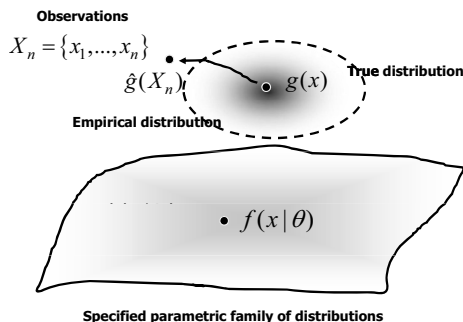 Observations
X_n = {x_1,...,x_n}
ĝ(X_n)
g(x)
True distribution
Empirical distribution
f(x|θ)
Specified parametric family of distributions